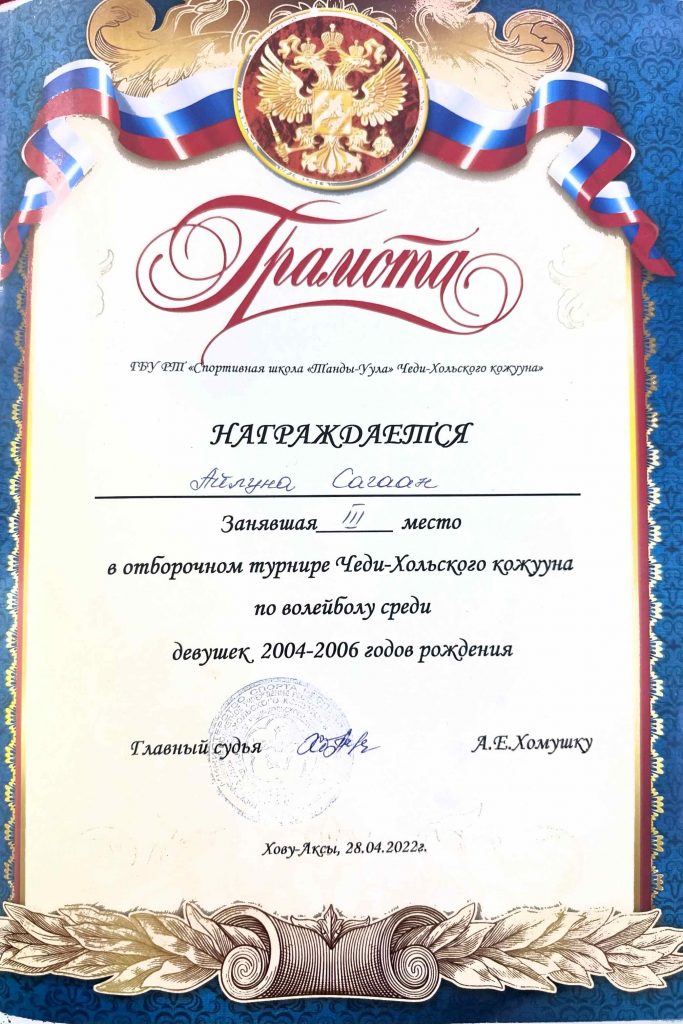 Грамота
ГБУ РТ «Спортивная школа «Танды-Уула» Чеди-Хольского кожууна»
НАГРАЖДАЕТСЯ
Айлуна Сагаан
Занявшая III место
в отборочном турнире Чеди-Хольского кожууна
по волейболу среди
девушек 2004-2006 годов рождения
Главный судья А.Е.Хомушку
Хову-Аксы, 28.04.2022г.